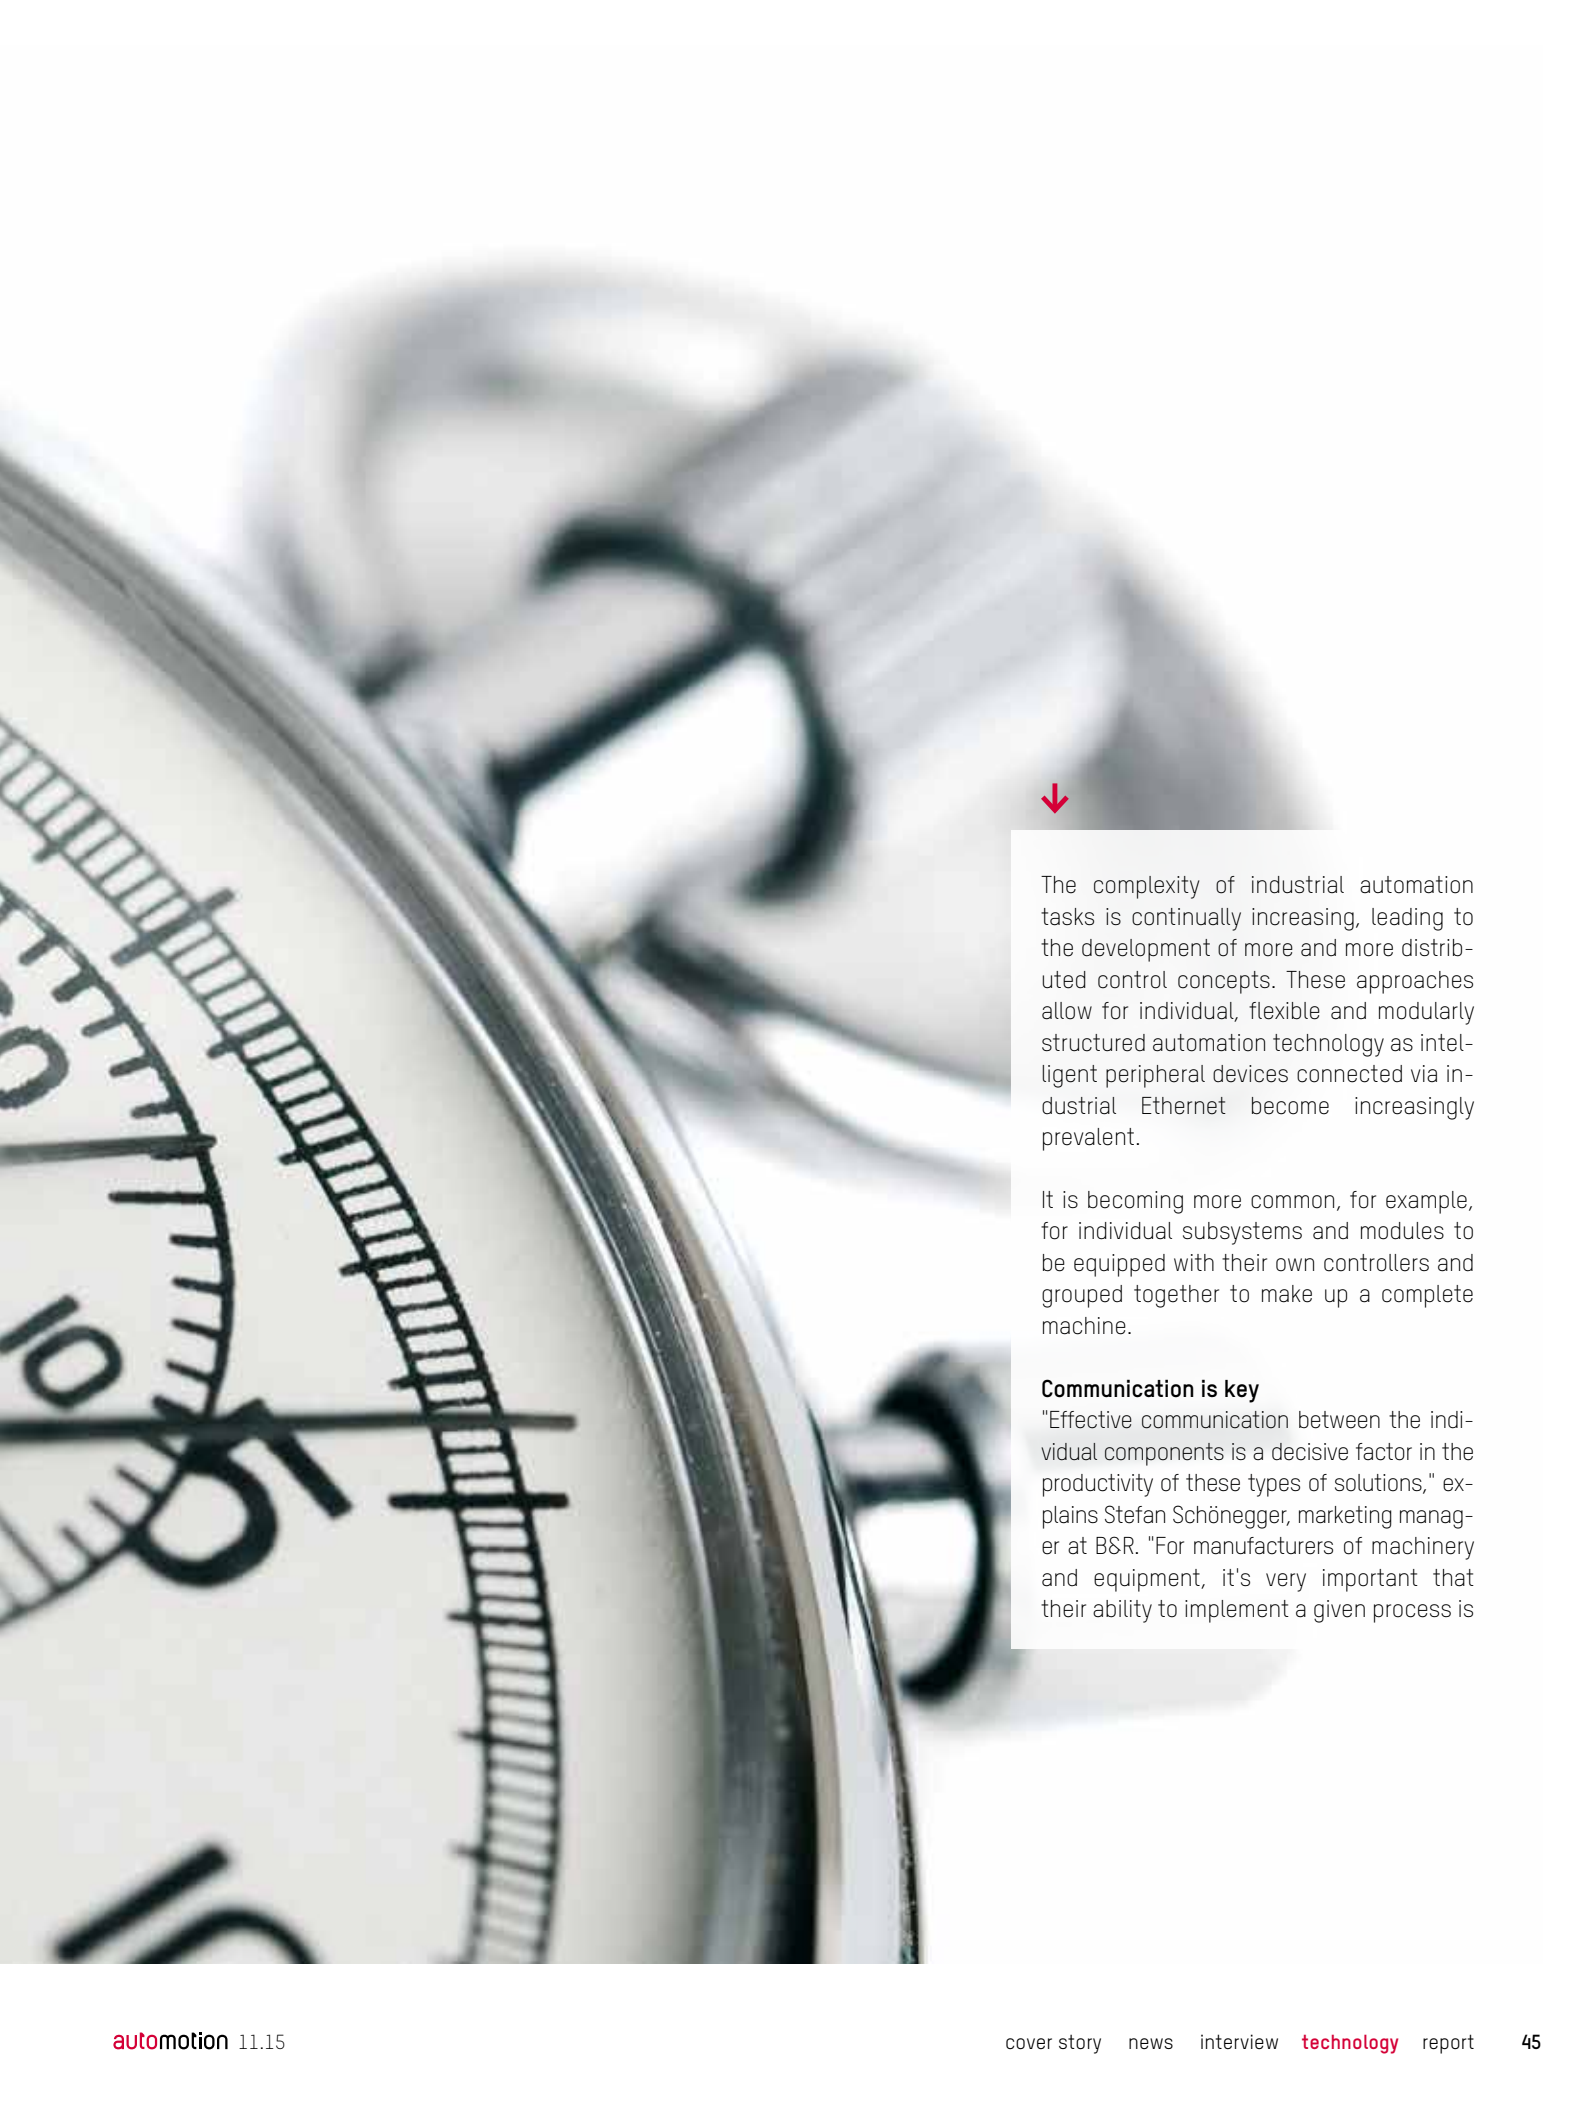 60
10
5
10
The complexity of industrial automation
tasks is continually increasing, leading to
the development of more and more distrib-
uted control concepts. These approaches
allow for individual, flexible and modularly
structured automation technology as intel-
ligent peripheral devices connected via in-
dustrial Ethernet become increasingly
prevalent.
It is becoming more common, for example,
for individual subsystems and modules to
be equipped with their own controllers and
grouped together to make up a complete
machine.
Communication is key
"Effective communication between the indi-
vidual components is a decisive factor in the
productivity of these types of solutions," ex-
plains Stefan Schönegger, marketing manag-
er at B&R. "For manufacturers of machinery
and equipment, it's very important that
their ability to implement a given process is
automotion 11.15
cover story news interview technology report 45